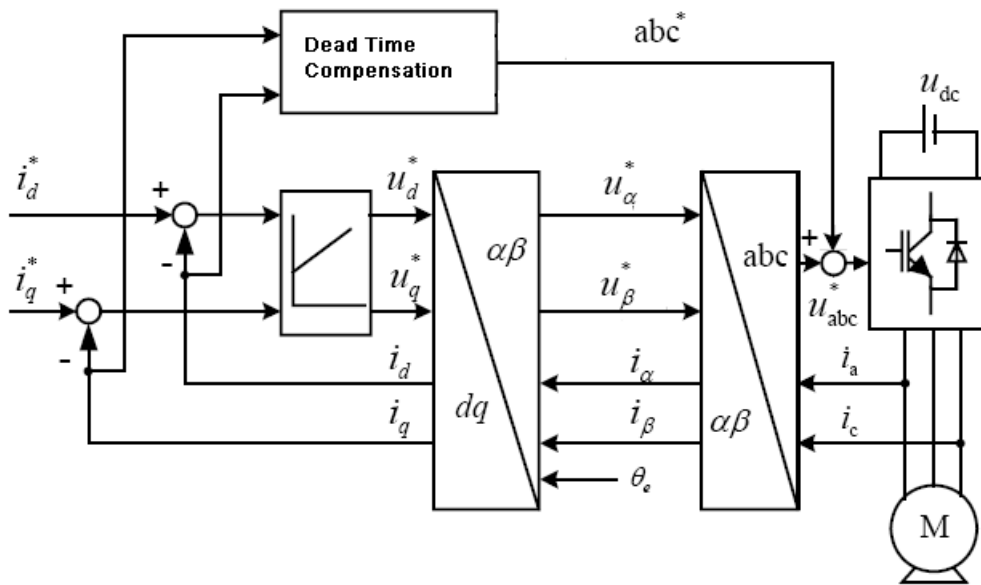 Dead Time
Compensation
abc*
u_dc
i_d*
+
-
u_d*
u_α*
i_q*
+
-
u_q*
αβ
u_β*
abc
+
u_abc*
i_d
i_α
i_a
i_q
dq
i_β
αβ
i_c
θ_e
M